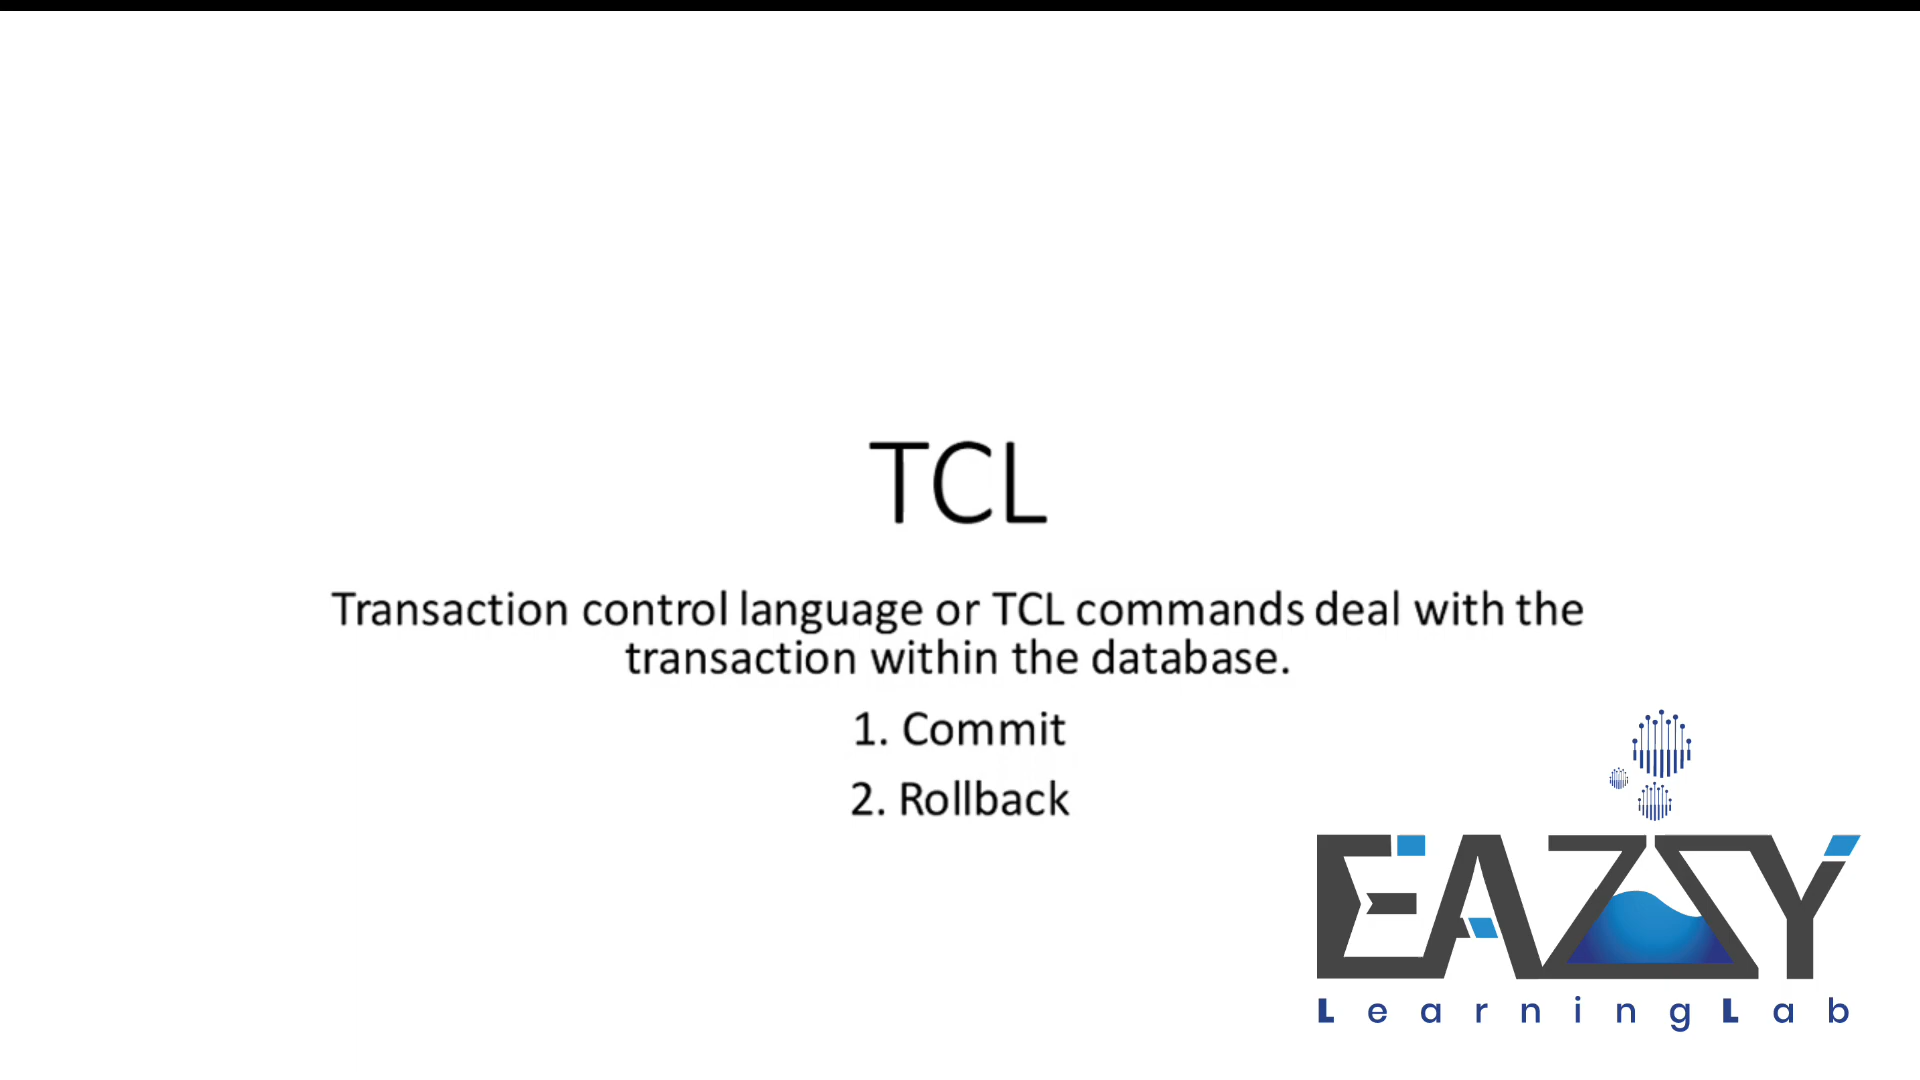 TCL
Transaction control language or TCL commands deal with the
transaction within the database.
1. Commit
2. Rollback
EAZZY
LearningLab